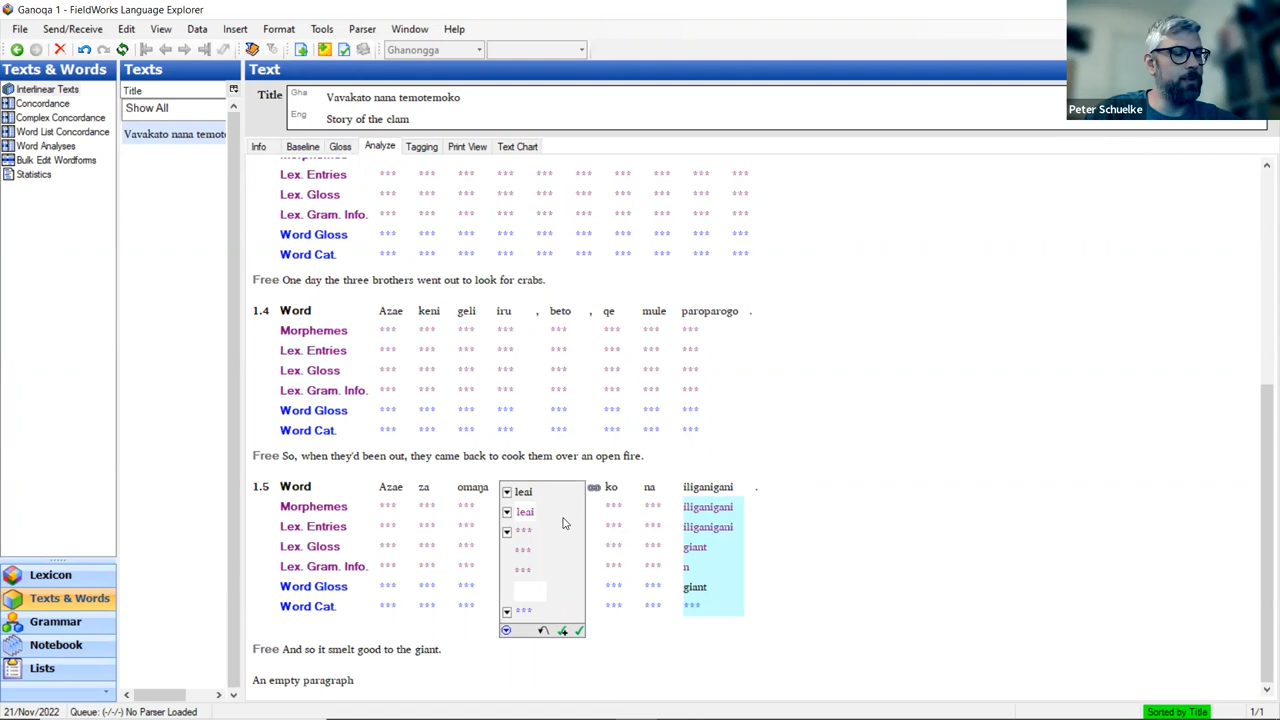 Ganoqa 1 - FieldWorks Language Explorer
File Send/Receive Edit View Data Insert Format Tools Parser Window Help
Ghanongga
Peter Schuelke
Texts & Words
Interlinear Texts
Concordance
Complex Concordance
Word List Concordance
Word Analyses
Bulk Edit Wordforms
Statistics
Lexicon
Texts & Words
Grammar
Notebook
Lists
Texts
Title
Show All
Vavakato nana temot
Text
Title Gha Vavakato nana temotemoko
Eng Story of the clam
Info Baseline Gloss Analyze Tagging Print View Text Chart
Lex. Entries *** *** *** *** *** *** *** *** *** ***
Lex. Gloss *** *** *** *** *** *** *** *** *** ***
Lex. Gram. Info. *** *** *** *** *** *** *** *** *** ***
Word Gloss *** *** *** *** *** *** *** *** *** ***
Word Cat. *** *** *** *** *** *** *** *** *** ***
Free One day the three brothers went out to look for crabs.
1.4 Word Azae keni geli iru , beto , qe mule paroparogo .
Morphemes *** *** *** *** *** *** *** ***
Lex. Entries *** *** *** *** *** *** *** ***
Lex. Gloss *** *** *** *** *** *** *** ***
Lex. Gram. Info. *** *** *** *** *** *** *** ***
Word Gloss *** *** *** *** *** *** *** ***
Word Cat. *** *** *** *** *** *** *** ***
Free So, when they'd been out, they came back to cook them over an open fire.
1.5 Word Azae za omaŋa leai ko na iliganigani .
Morphemes *** *** *** leai *** *** iliganigani
Lex. Entries *** *** *** *** *** *** iliganigani
Lex. Gloss *** *** *** *** *** *** giant
Lex. Gram. Info. *** *** *** *** *** *** n
Word Gloss *** *** *** *** *** giant
Word Cat. *** *** *** *** *** *** ***
Free And so it smelt good to the giant.
An empty paragraph
21/Nov/2022 Queue: (-/-/-) No Parser Loaded Sorted by Title 1/1